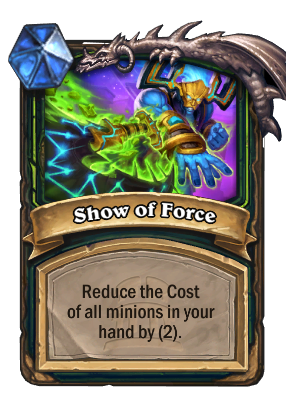 Show of Force
Reduce the Cost
of all minions in your
hand by (2).